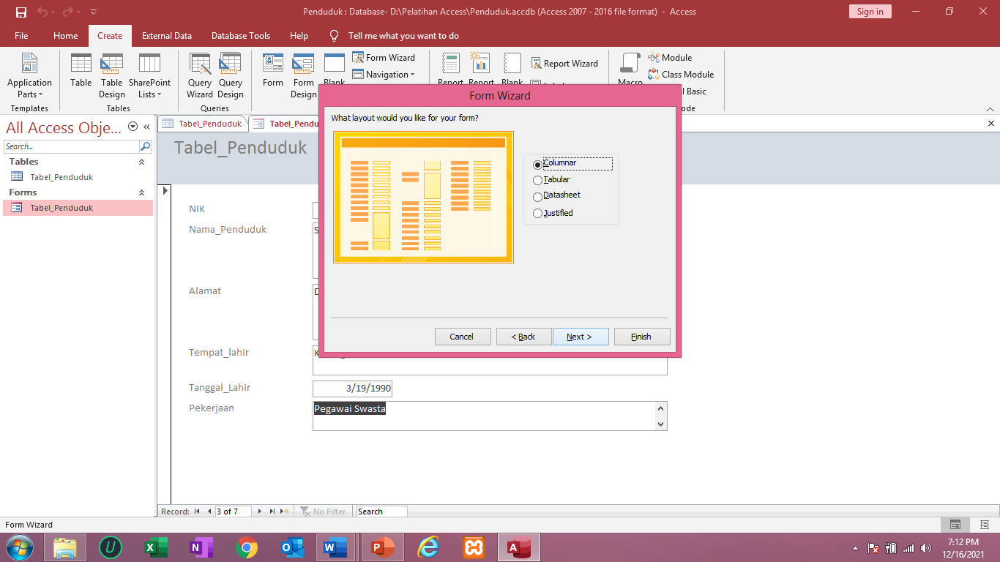 Penduduk : Database- D:\Pelatihan Access\Penduduk.accdb (Access 2007 - 2016 file format) - Access
Sign in
File Home Create External Data Database Tools Help Tell me what you want to do
Application Parts
Table
Table Design
SharePoint Lists
Query Wizard
Query Design
Form
Form Design
Blank
Form Wizard
Navigation
Report
Report
Blank
Report Wizard
Macro
Module
Class Module
l Basic
Templates
Tables
Queries
ode
Form Wizard
What layout would you like for your form?
Columnar
Tabular
Datasheet
Justified
Cancel
< Back
Next >
Finish
All Access Obje...
Search...
Tables
Tabel_Penduduk
Forms
Tabel_Penduduk
Tabel_Penduduk
Tabel_Pendu
Tabel_Penduduk
NIK
Nama_Penduduk
S
Alamat
D
Tempat_lahir
Tanggal_Lahir
3/19/1990
Pekerjaan
Pegawai Swasta
Record:
3 of 7
No Filter
Search
Form Wizard
7:12 PM
12/16/2021